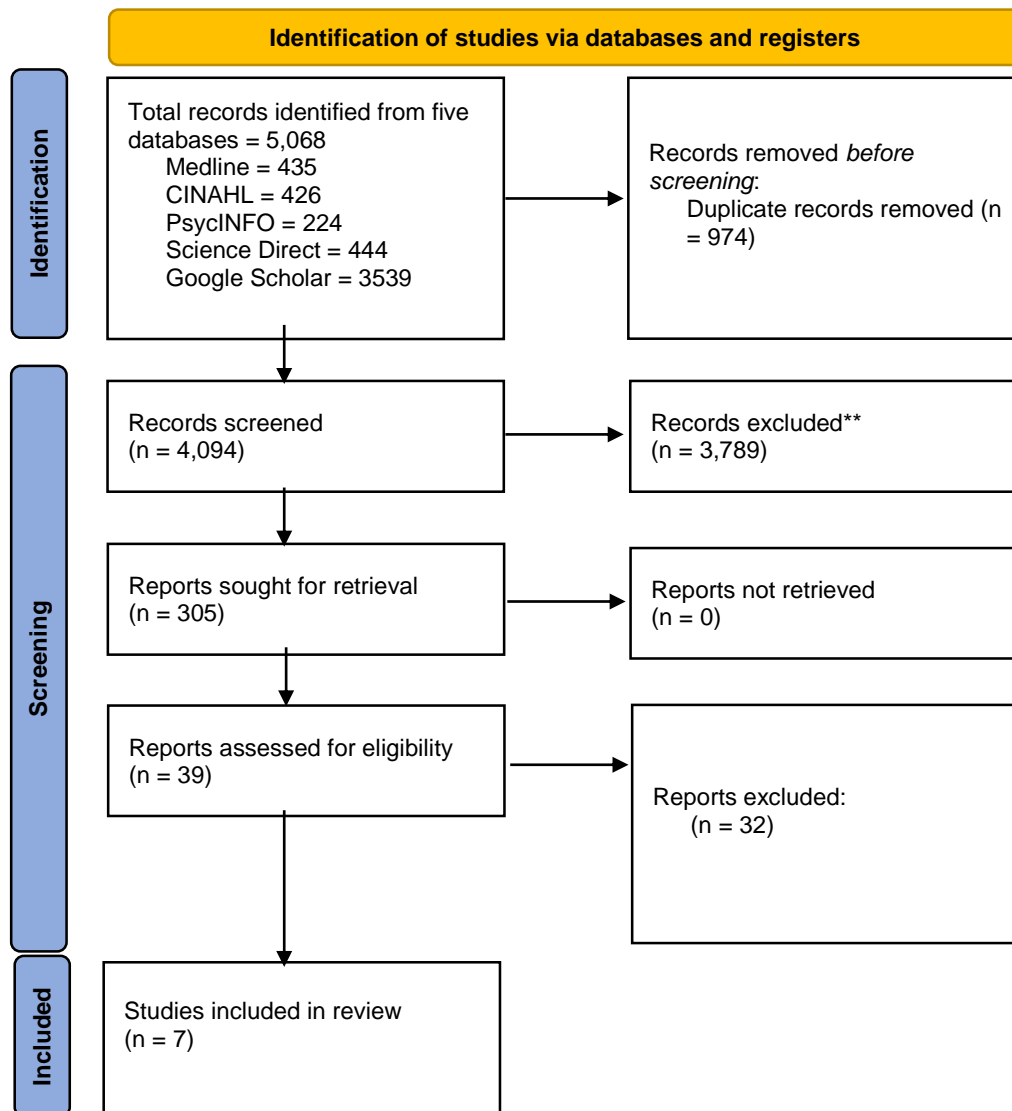 Identification of studies via databases and registers
Identification
Total records identified from five
databases = 5,068
Medline = 435
CINAHL = 426
PsycINFO = 224
Science Direct = 444
Google Scholar = 3539
Records removed before
screening:
Duplicate records removed (n
= 974)
Screening
Records screened
(n = 4,094)
Records excluded**
(n = 3,789)
Reports sought for retrieval
(n = 305)
Reports not retrieved
(n = 0)
Reports assessed for eligibility
(n = 39)
Reports excluded:
(n = 32)
Included
Studies included in review
(n = 7)